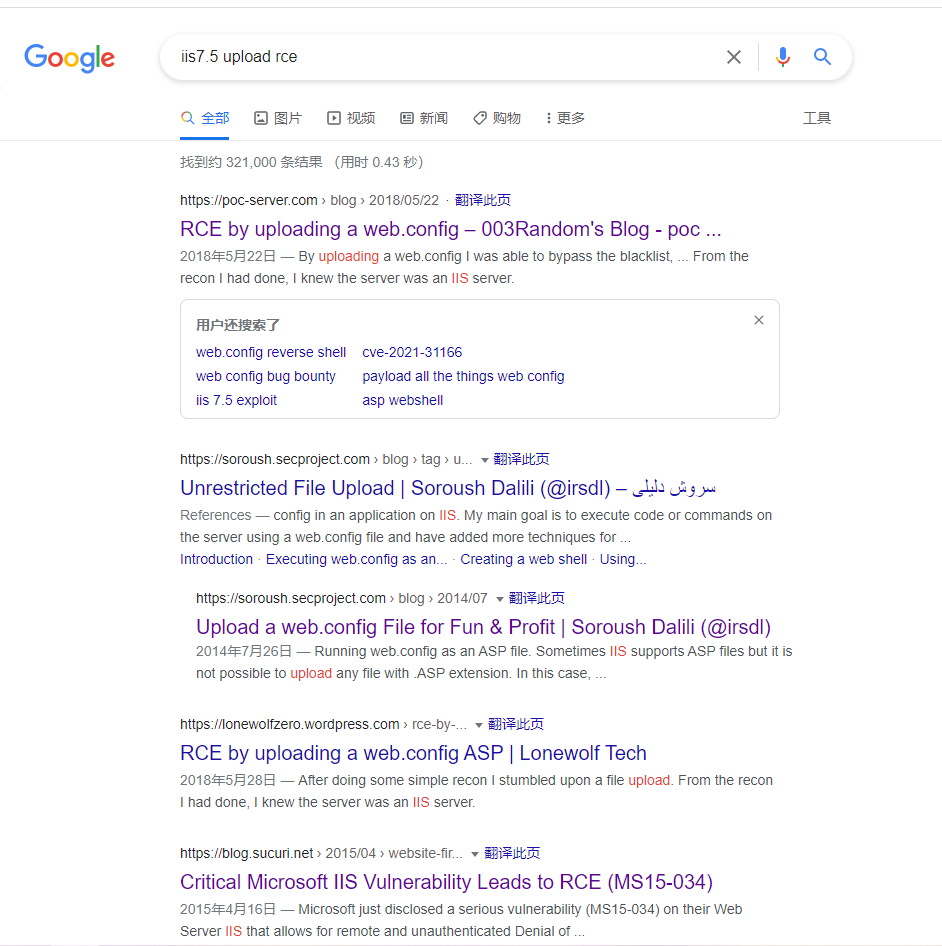 Google
iis7.5 upload rce
全部 图片 视频 新闻 购物 更多 工具
找到约 321,000 条结果 （用时 0.43 秒）
https://poc-server.com › blog › 2018/05/22 · 翻译此页
RCE by uploading a web.config – 003Random's Blog - poc ...
2018年5月22日 — By uploading a web.config I was able to bypass the blacklist, ... From the
recon I had done, I knew the server was an IIS server.
用户还搜索了
web.config reverse shell cve-2021-31166
web config bug bounty payload all the things web config
iis 7.5 exploit asp webshell
https://soroush.secproject.com › blog › tag › u... 翻译此页
Unrestricted File Upload | Soroush Dalili (@irsdl) – سروش دلیلی
References — config in an application on IIS. My main goal is to execute code or commands on
the server using a web.config file and have added more techniques for ...
Introduction · Executing web.config as an... · Creating a web shell · Using...
https://soroush.secproject.com › blog › 2014/07 翻译此页
Upload a web.config File for Fun & Profit | Soroush Dalili (@irsdl)
2014年7月26日 — Running web.config as an ASP file. Sometimes IIS supports ASP files but it is
not possible to upload any file with .ASP extension. In this case, ...
https://lonewolfzero.wordpress.com › rce-by-... 翻译此页
RCE by uploading a web.config ASP | Lonewolf Tech
2018年5月28日 — After doing some simple recon I stumbled upon a file upload. From the recon
I had done, I knew the server was an IIS server.
https://blog.sucuri.net › 2015/04 › website-fir... 翻译此页
Critical Microsoft IIS Vulnerability Leads to RCE (MS15-034)
2015年4月16日 — Microsoft just disclosed a serious vulnerability (MS15-034) on their Web
Server IIS that allows for remote and unauthenticated Denial of ...